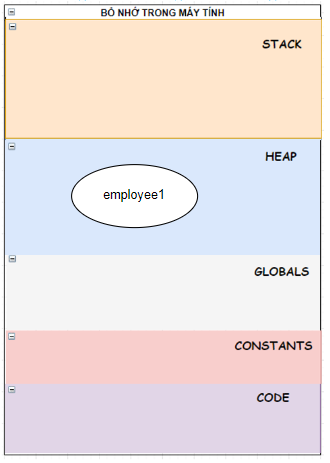 BỘ NHỚ TRONG MÁY TÍNH
STACK
HEAP
employee1
GLOBALS
CONSTANTS
CODE